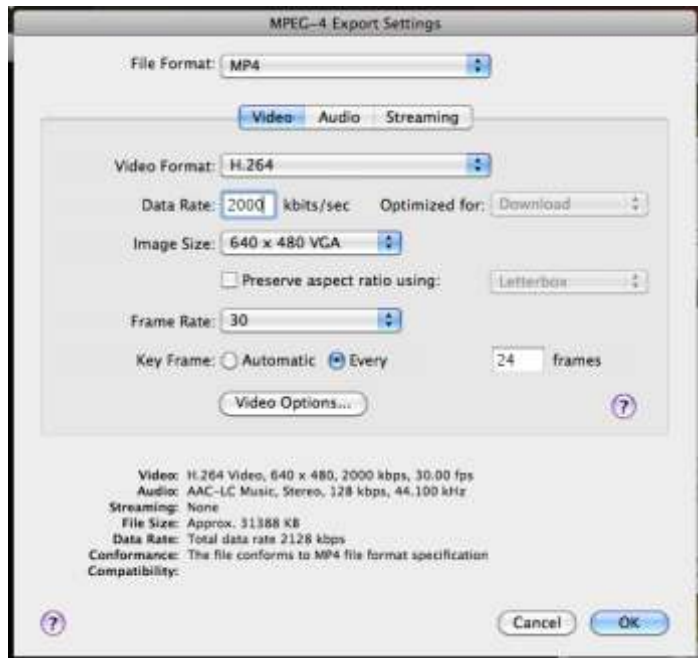 MPEG-4 Export Settings
File Format: MP4
Video Audio Streaming
Video Format: H.264
Data Rate: 2000 kbits/sec Optimized for: Download
Image Size: 640 x 480 VGA
Preserve aspect ratio using: Letterbox
Frame Rate: 30
Key Frame: Automatic Every 24 frames
Video Options...
?
Video: H.264 Video, 640 x 480, 2000 kbps, 30.00 fps
Audio: AAC-LC Music, Stereo, 128 kbps, 44.100 kHz
Streaming: None
File Size: Approx. 31388 KB
Data Rate: Total data rate 2128 kbps
Conformance: The file conforms to MP4 file format specification
Compatibility:
? Cancel OK